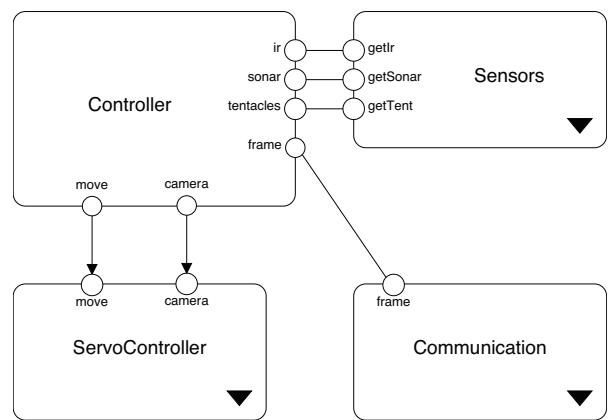 ir
getIr
sonar
getSonar
Controller
Sensors
tentacles
getTent
frame
move
camera
move
camera
frame
ServoController
Communication